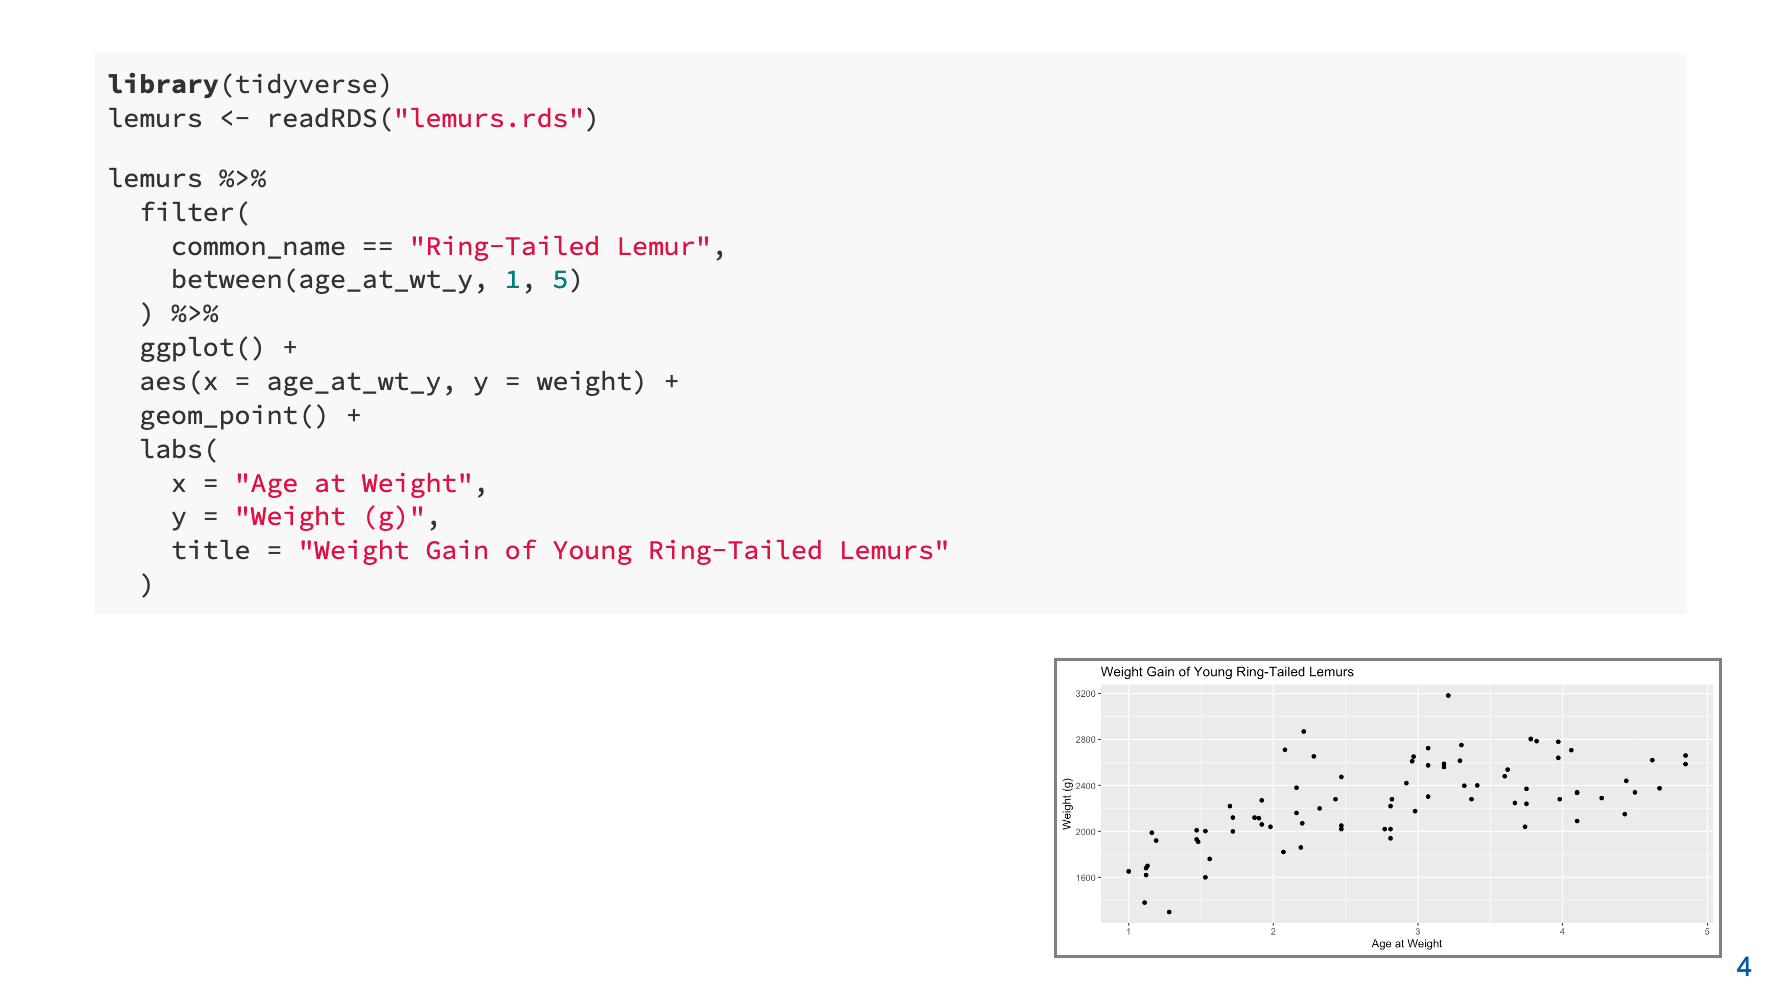 library(tidyverse)
lemurs <- readRDS("lemurs.rds")

lemurs %>%
  filter(
    common_name == "Ring-Tailed Lemur",
    between(age_at_wt_y, 1, 5)
  ) %>%
  ggplot() +
  aes(x = age_at_wt_y, y = weight) +
  geom_point() +
  labs(
    x = "Age at Weight",
    y = "Weight (g)",
    title = "Weight Gain of Young Ring-Tailed Lemurs"
  )
Weight Gain of Young Ring-Tailed Lemurs
Weight (g)
3200
2800
2400
2000
1600
1 2 3 4 5
Age at Weight
4